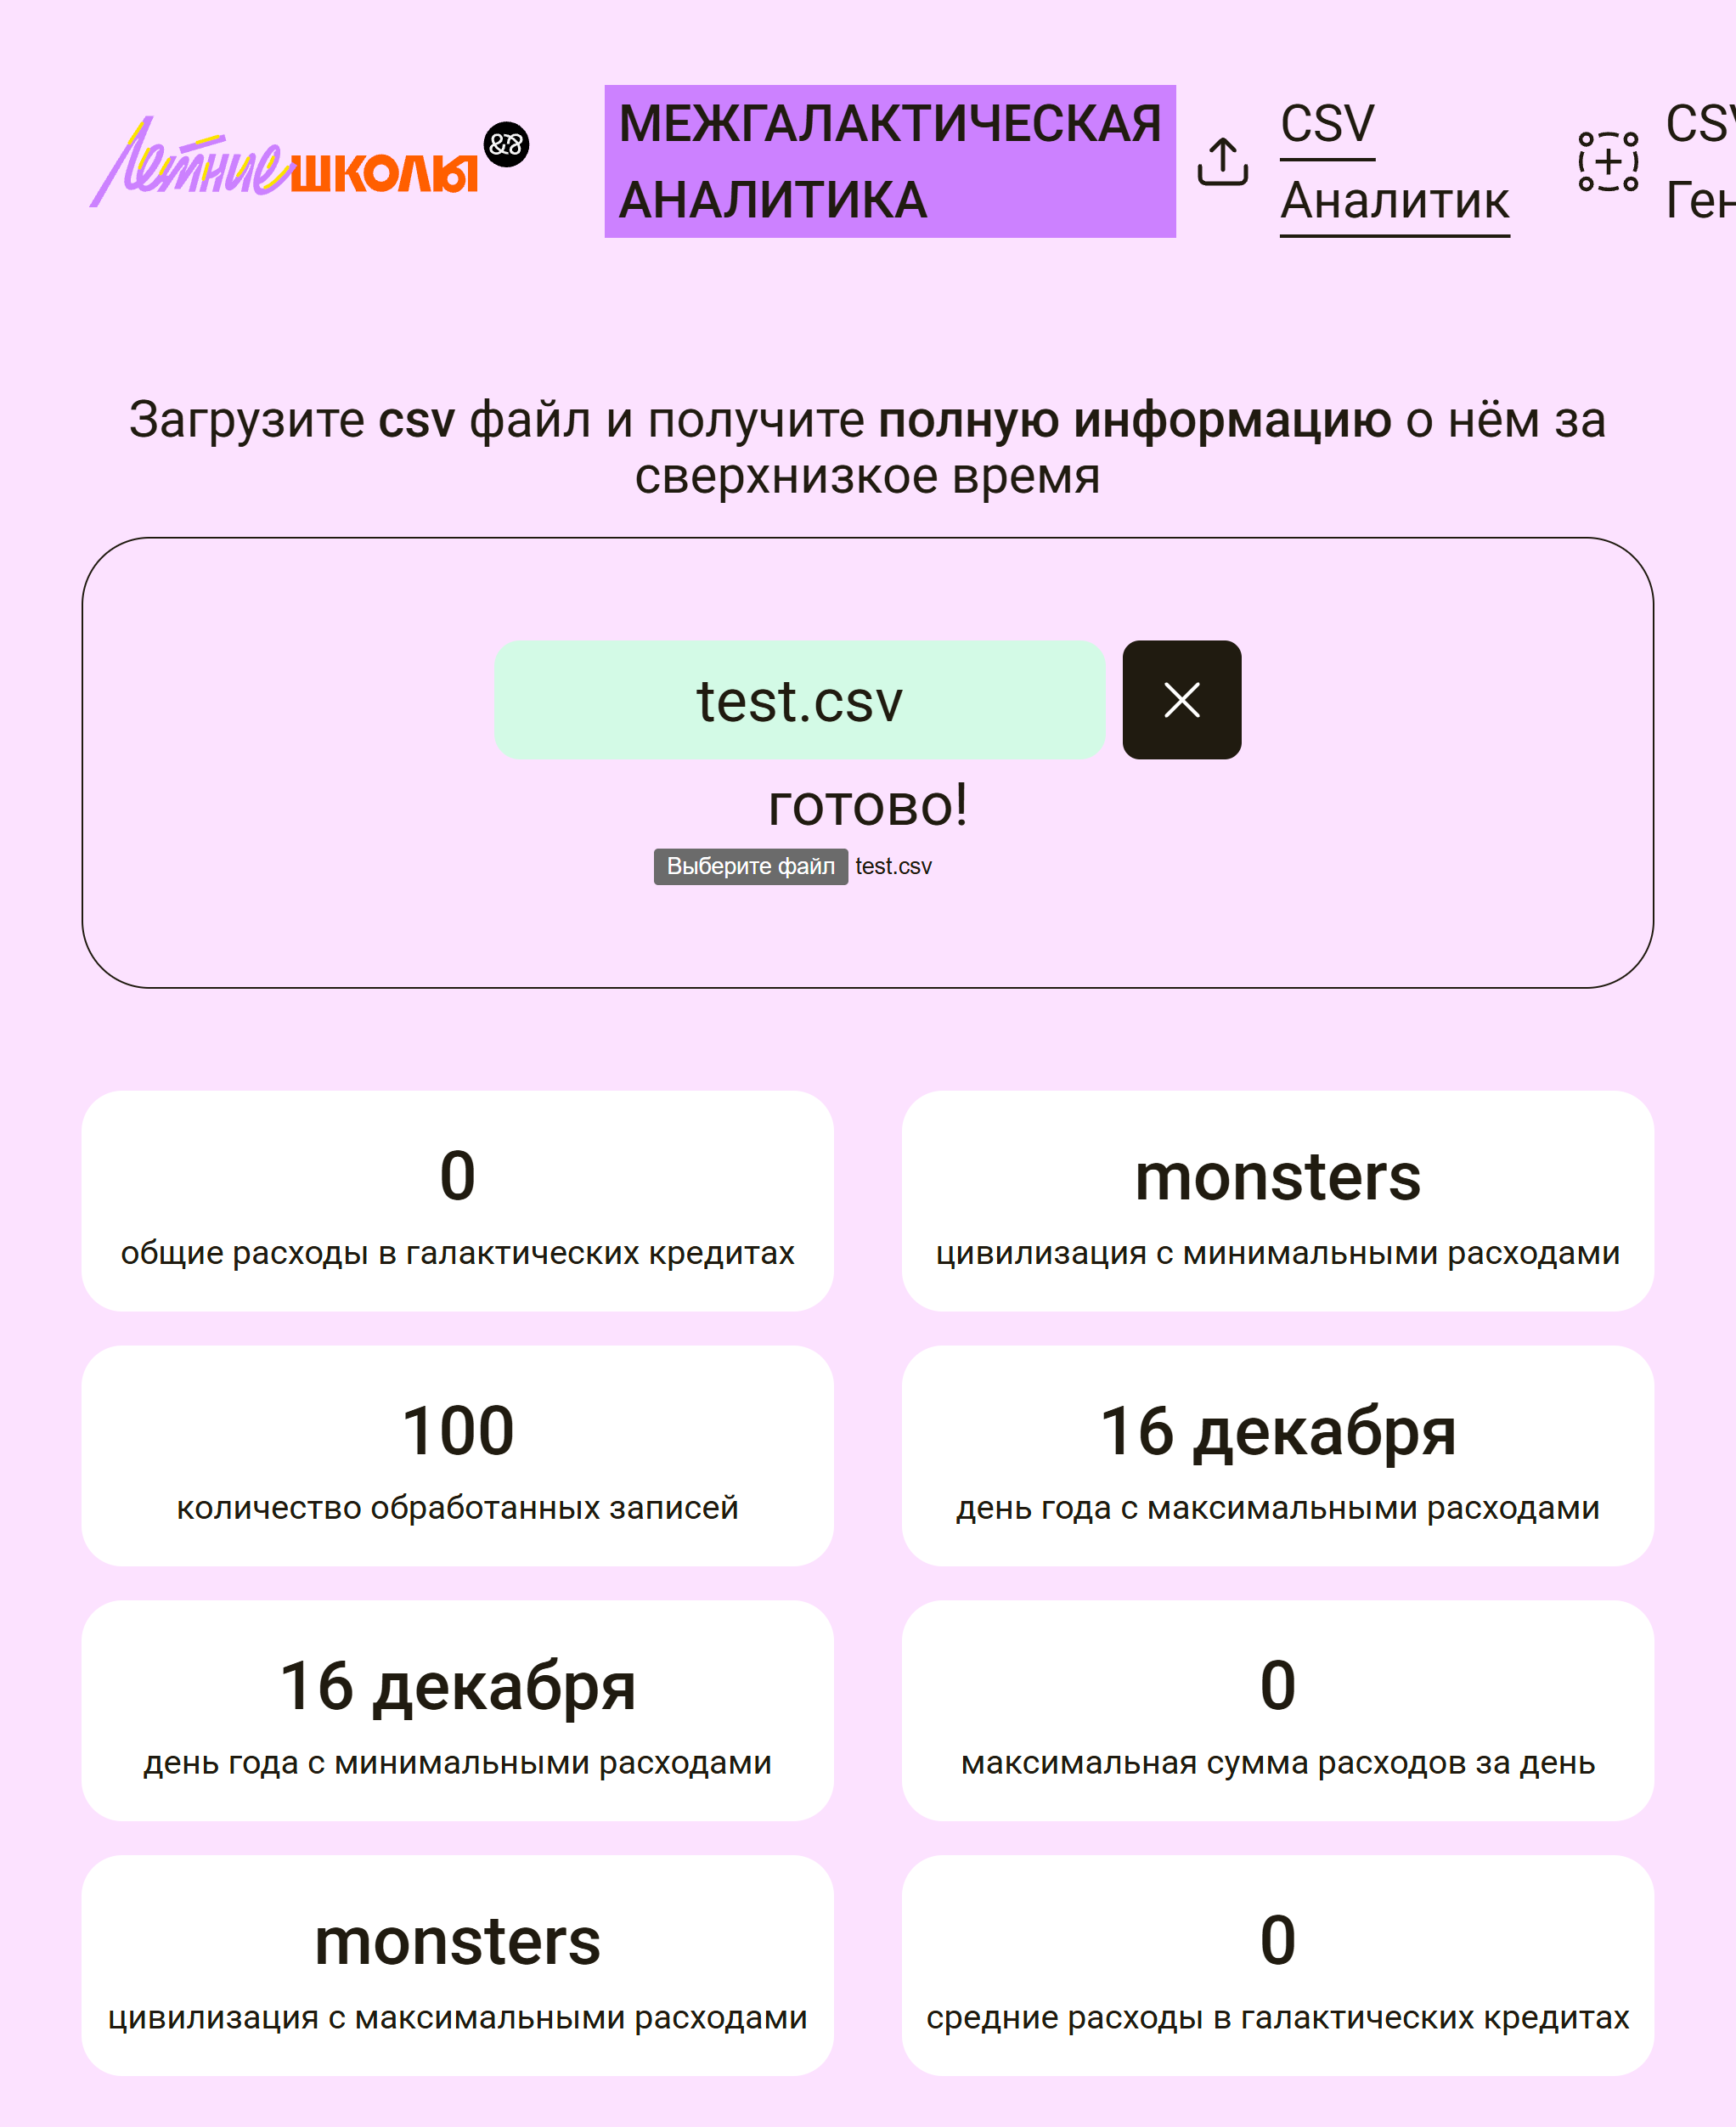 Летние школы
МЕЖГАЛАКТИЧЕСКАЯ
АНАЛИТИКА
CSV
Аналитик
CSV
Ген
Загрузите csv файл и получите полную информацию о нём за
сверхнизкое время
test.csv
готово!
Выберите файл test.csv
0
общие расходы в галактических кредитах
monsters
цивилизация с минимальными расходами
100
количество обработанных записей
16 декабря
день года с максимальными расходами
16 декабря
день года с минимальными расходами
0
максимальная сумма расходов за день
monsters
цивилизация с максимальными расходами
0
средние расходы в галактических кредитах